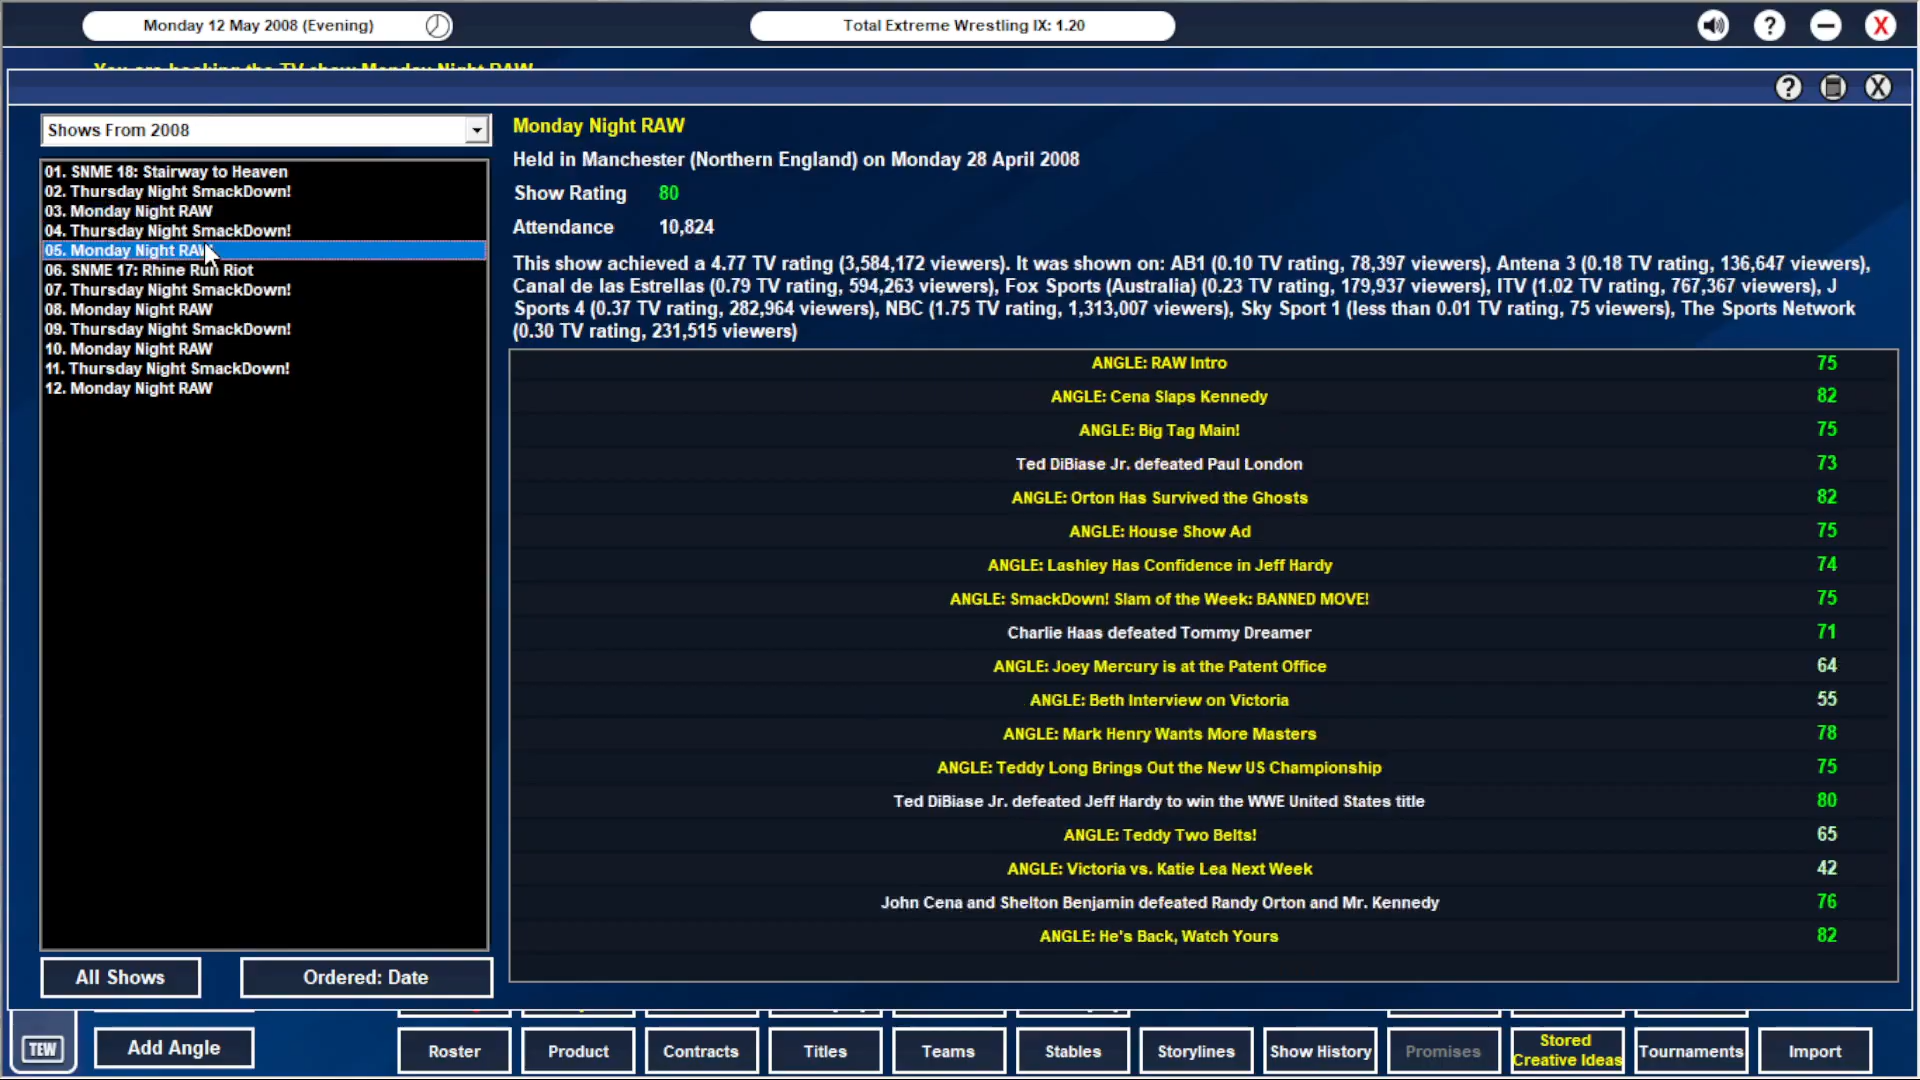 Monday 12 May 2008 (Evening)
Total Extreme Wrestling IX: 1.20
?
X
You are booking the TV show Monday Night RAW
?
X
Shows From 2008
01. SNME 18: Stairway to Heaven
02. Thursday Night SmackDown!
03. Monday Night RAW
04. Thursday Night SmackDown!
05. Monday Night RAW
06. SNME 17: Rhine Run Riot
07. Thursday Night SmackDown!
08. Monday Night RAW
09. Thursday Night SmackDown!
10. Monday Night RAW
11. Thursday Night SmackDown!
12. Monday Night RAW
All Shows
Ordered: Date
Monday Night RAW
Held in Manchester (Northern England) on Monday 28 April 2008
Show Rating 80
Attendance 10,824
This show achieved a 4.77 TV rating (3,584,172 viewers). It was shown on: AB1 (0.10 TV rating, 78,397 viewers), Antena 3 (0.18 TV rating, 136,647 viewers),
Canal de las Estrellas (0.79 TV rating, 594,263 viewers), Fox Sports (Australia) (0.23 TV rating, 179,937 viewers), ITV (1.02 TV rating, 767,367 viewers), J
Sports 4 (0.37 TV rating, 282,964 viewers), NBC (1.75 TV rating, 1,313,007 viewers), Sky Sport 1 (less than 0.01 TV rating, 75 viewers), The Sports Network
(0.30 TV rating, 231,515 viewers)
ANGLE: RAW Intro 75
ANGLE: Cena Slaps Kennedy 82
ANGLE: Big Tag Main! 75
Ted DiBiase Jr. defeated Paul London 73
ANGLE: Orton Has Survived the Ghosts 82
ANGLE: House Show Ad 75
ANGLE: Lashley Has Confidence in Jeff Hardy 74
ANGLE: SmackDown! Slam of the Week: BANNED MOVE! 75
Charlie Haas defeated Tommy Dreamer 71
ANGLE: Joey Mercury is at the Patent Office 64
ANGLE: Beth Interview on Victoria 55
ANGLE: Mark Henry Wants More Masters 78
ANGLE: Teddy Long Brings Out the New US Championship 75
Ted DiBiase Jr. defeated Jeff Hardy to win the WWE United States title 80
ANGLE: Teddy Two Belts! 65
ANGLE: Victoria vs. Katie Lea Next Week 42
John Cena and Shelton Benjamin defeated Randy Orton and Mr. Kennedy 76
ANGLE: He's Back, Watch Yours 82
TEW
Add Angle
Roster
Product
Contracts
Titles
Teams
Stables
Storylines
Show History
Promises
Stored
Creative Ideas
Tournaments
Import